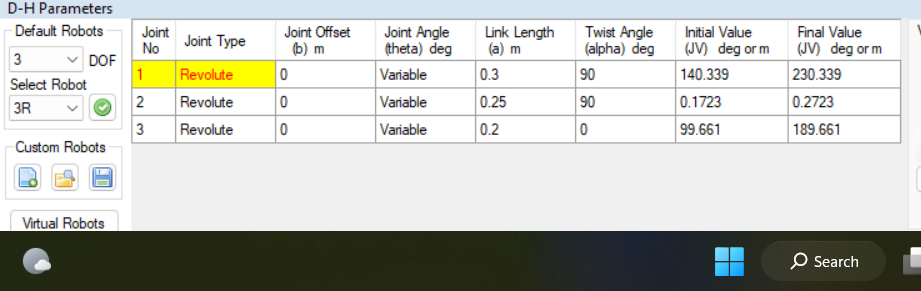 D-H Parameters
Default Robots
3 DOF
Select Robot
3R
Custom Robots
Virtual Robots
Joint No Joint Type Joint Offset (b) m Joint Angle (theta) deg Link Length (a) m Twist Angle (alpha) deg Initial Value (JV) deg or m Final Value (JV) deg or m
1 Revolute 0 Variable 0.3 90 140.339 230.339
2 Revolute 0 Variable 0.25 90 0.1723 0.2723
3 Revolute 0 Variable 0.2 0 99.661 189.661
Search